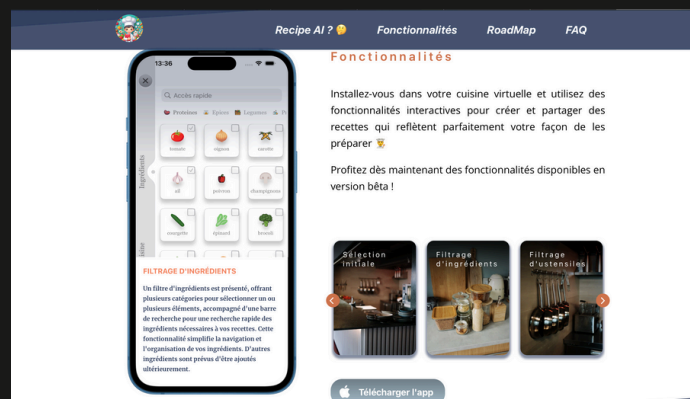 Recipe AI ? 🤔 Fonctionnalités RoadMap FAQ
13:36
Accès rapide
Proteines Epices Legumes
tomate oignon carotte
Ingrédients
ail poivron champignons
courgette épinard brocoli
FILTRAGE D'INGRÉDIENTS
Un filtre d'ingrédients est présenté, offrant
plusieurs catégories pour sélectionner un ou
plusieurs éléments, accompagné d'une barre
de recherche pour une recherche rapide des
ingrédients nécessaires à vos recettes. Cette
fonctionnalité simplifie la navigation et
l'organisation de vos ingrédients. D'autres
ingrédients sont prévus d'être ajoutés
ultérieurement.
Fonctionnalités
Installez-vous dans votre cuisine virtuelle et utilisez des
fonctionnalités interactives pour créer et partager des
recettes qui reflètent parfaitement votre façon de les
préparer 👨‍🍳
Profitez dès maintenant des fonctionnalités disponibles en
version bêta !
Sélection
initiale
Filtrage
d'ingrédients
Filtrage
d'ustensiles
Télécharger l'app